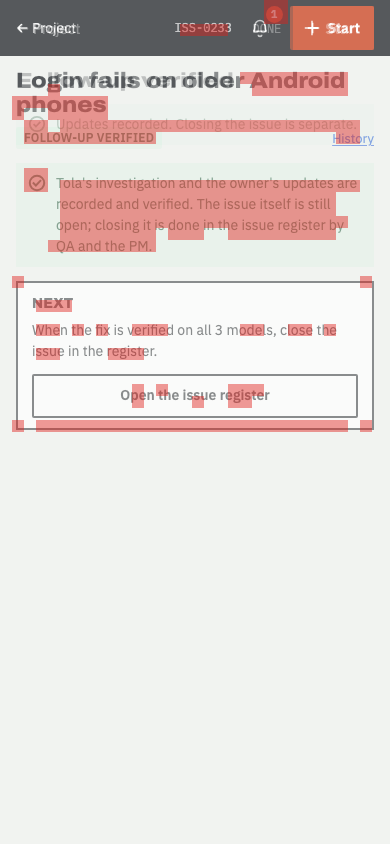 Project ISS-0233 1 DONE Start
Login fails on older Android
phones
Updates recorded. Closing the issue is separate.
FOLLOW-UP VERIFIED History
Tola's investigation and the owner's updates are
recorded and verified. The issue itself is still
open; closing it is done in the issue register by
QA and the PM.
NEXT
When the fix is verified on all 3 models, close the
issue in the register.
Open the issue register